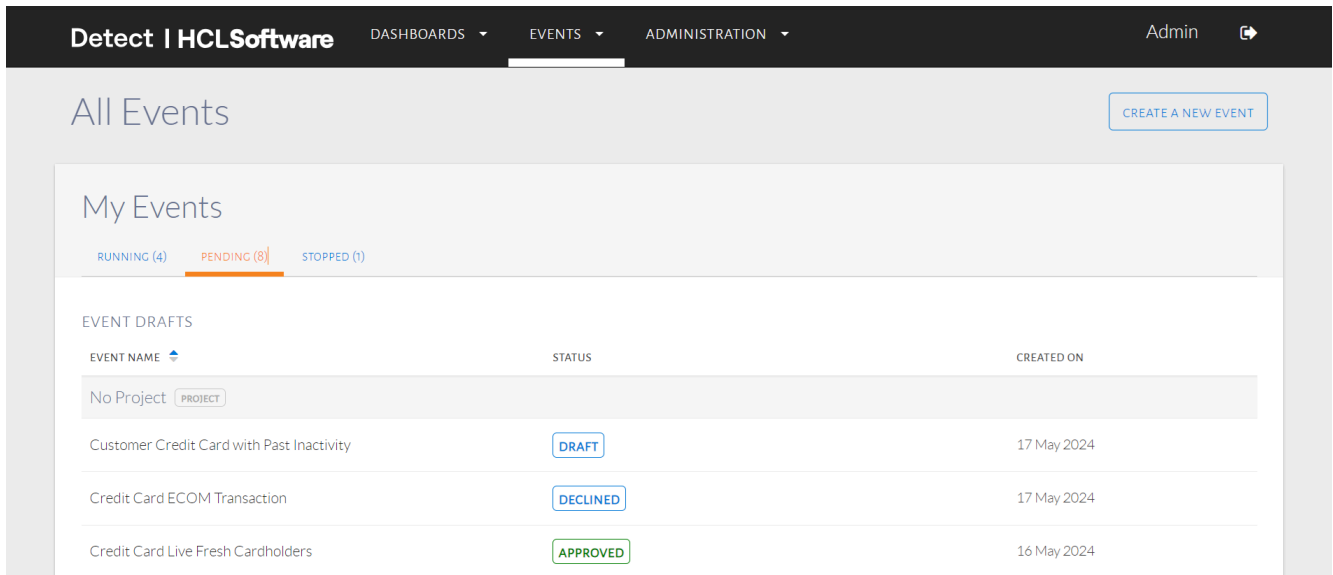 Detect | HCLSoftware DASHBOARDS EVENTS ADMINISTRATION Admin
All Events CREATE A NEW EVENT
My Events
RUNNING (4) PENDING (8) STOPPED (1)
EVENT DRAFTS
EVENT NAME STATUS CREATED ON
No Project PROJECT
Customer Credit Card with Past Inactivity DRAFT 17 May 2024
Credit Card ECOM Transaction DECLINED 17 May 2024
Credit Card Live Fresh Cardholders APPROVED 16 May 2024